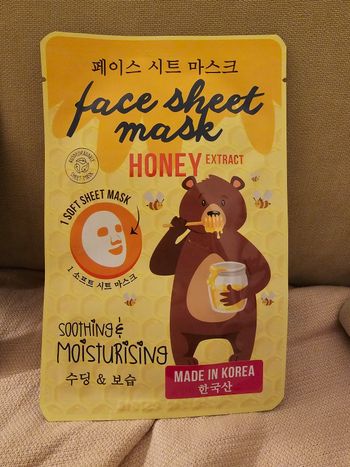 페이스 시트 마스크
face sheet
mask
HONEY EXTRACT
1 SOFT SHEET MASK
1 소프트 시트 마스크
SOOTHING &
MOISTURISING
수딩 & 보습
MADE IN KOREA
한국산